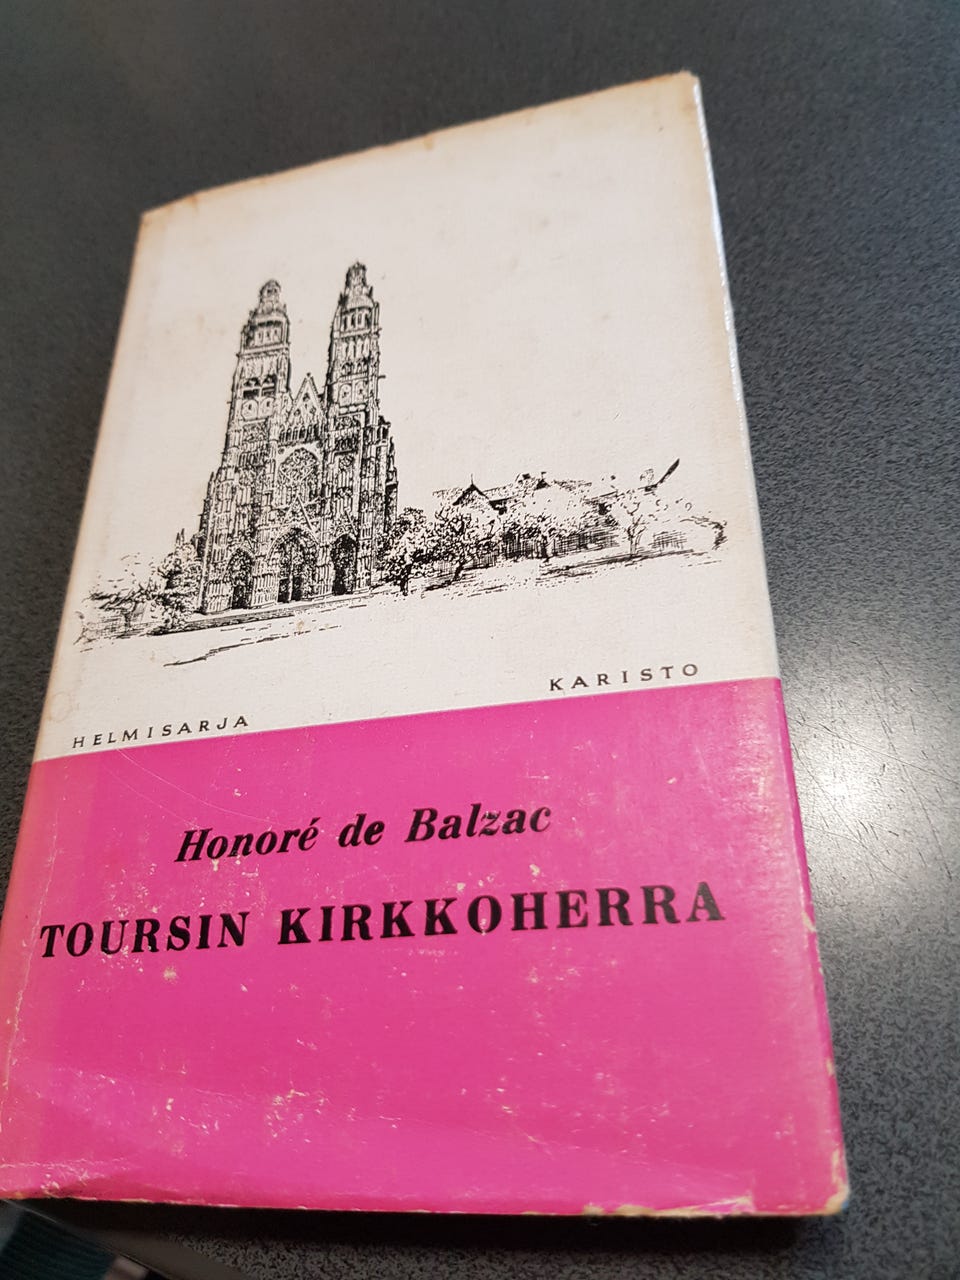 HELMISARJA KARISTO
Honoré de Balzac
TOURSIN KIRKKOHERRA